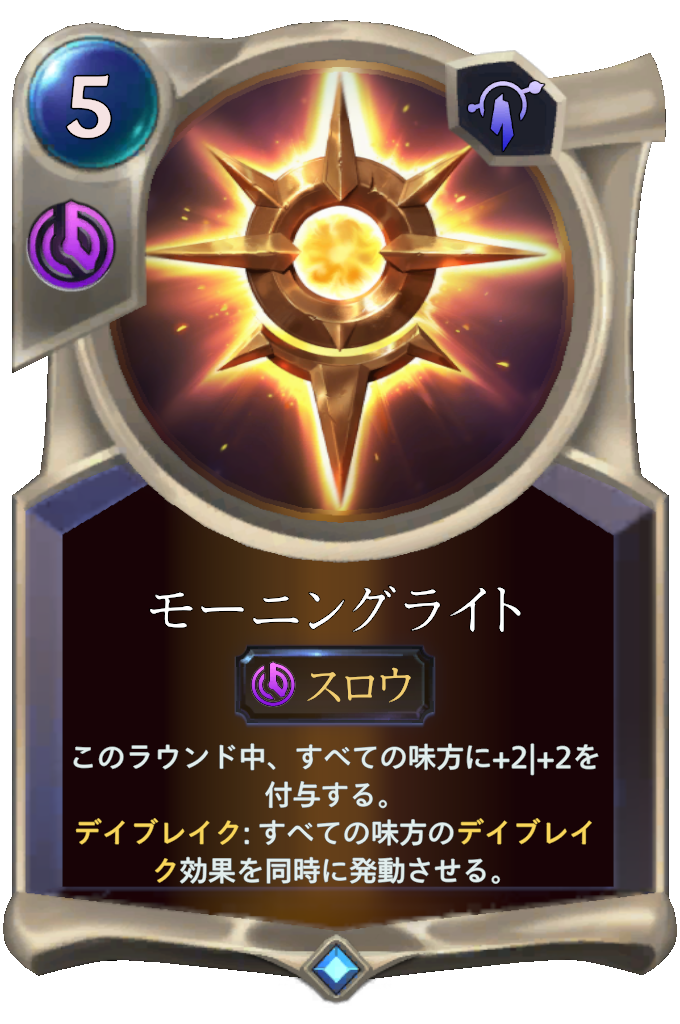 5
モーニングライト
スロウ
このラウンド中、すべての味方に+2|+2を
付与する。
デイブレイク: すべての味方のデイブレイ
ク効果を同時に発動させる。